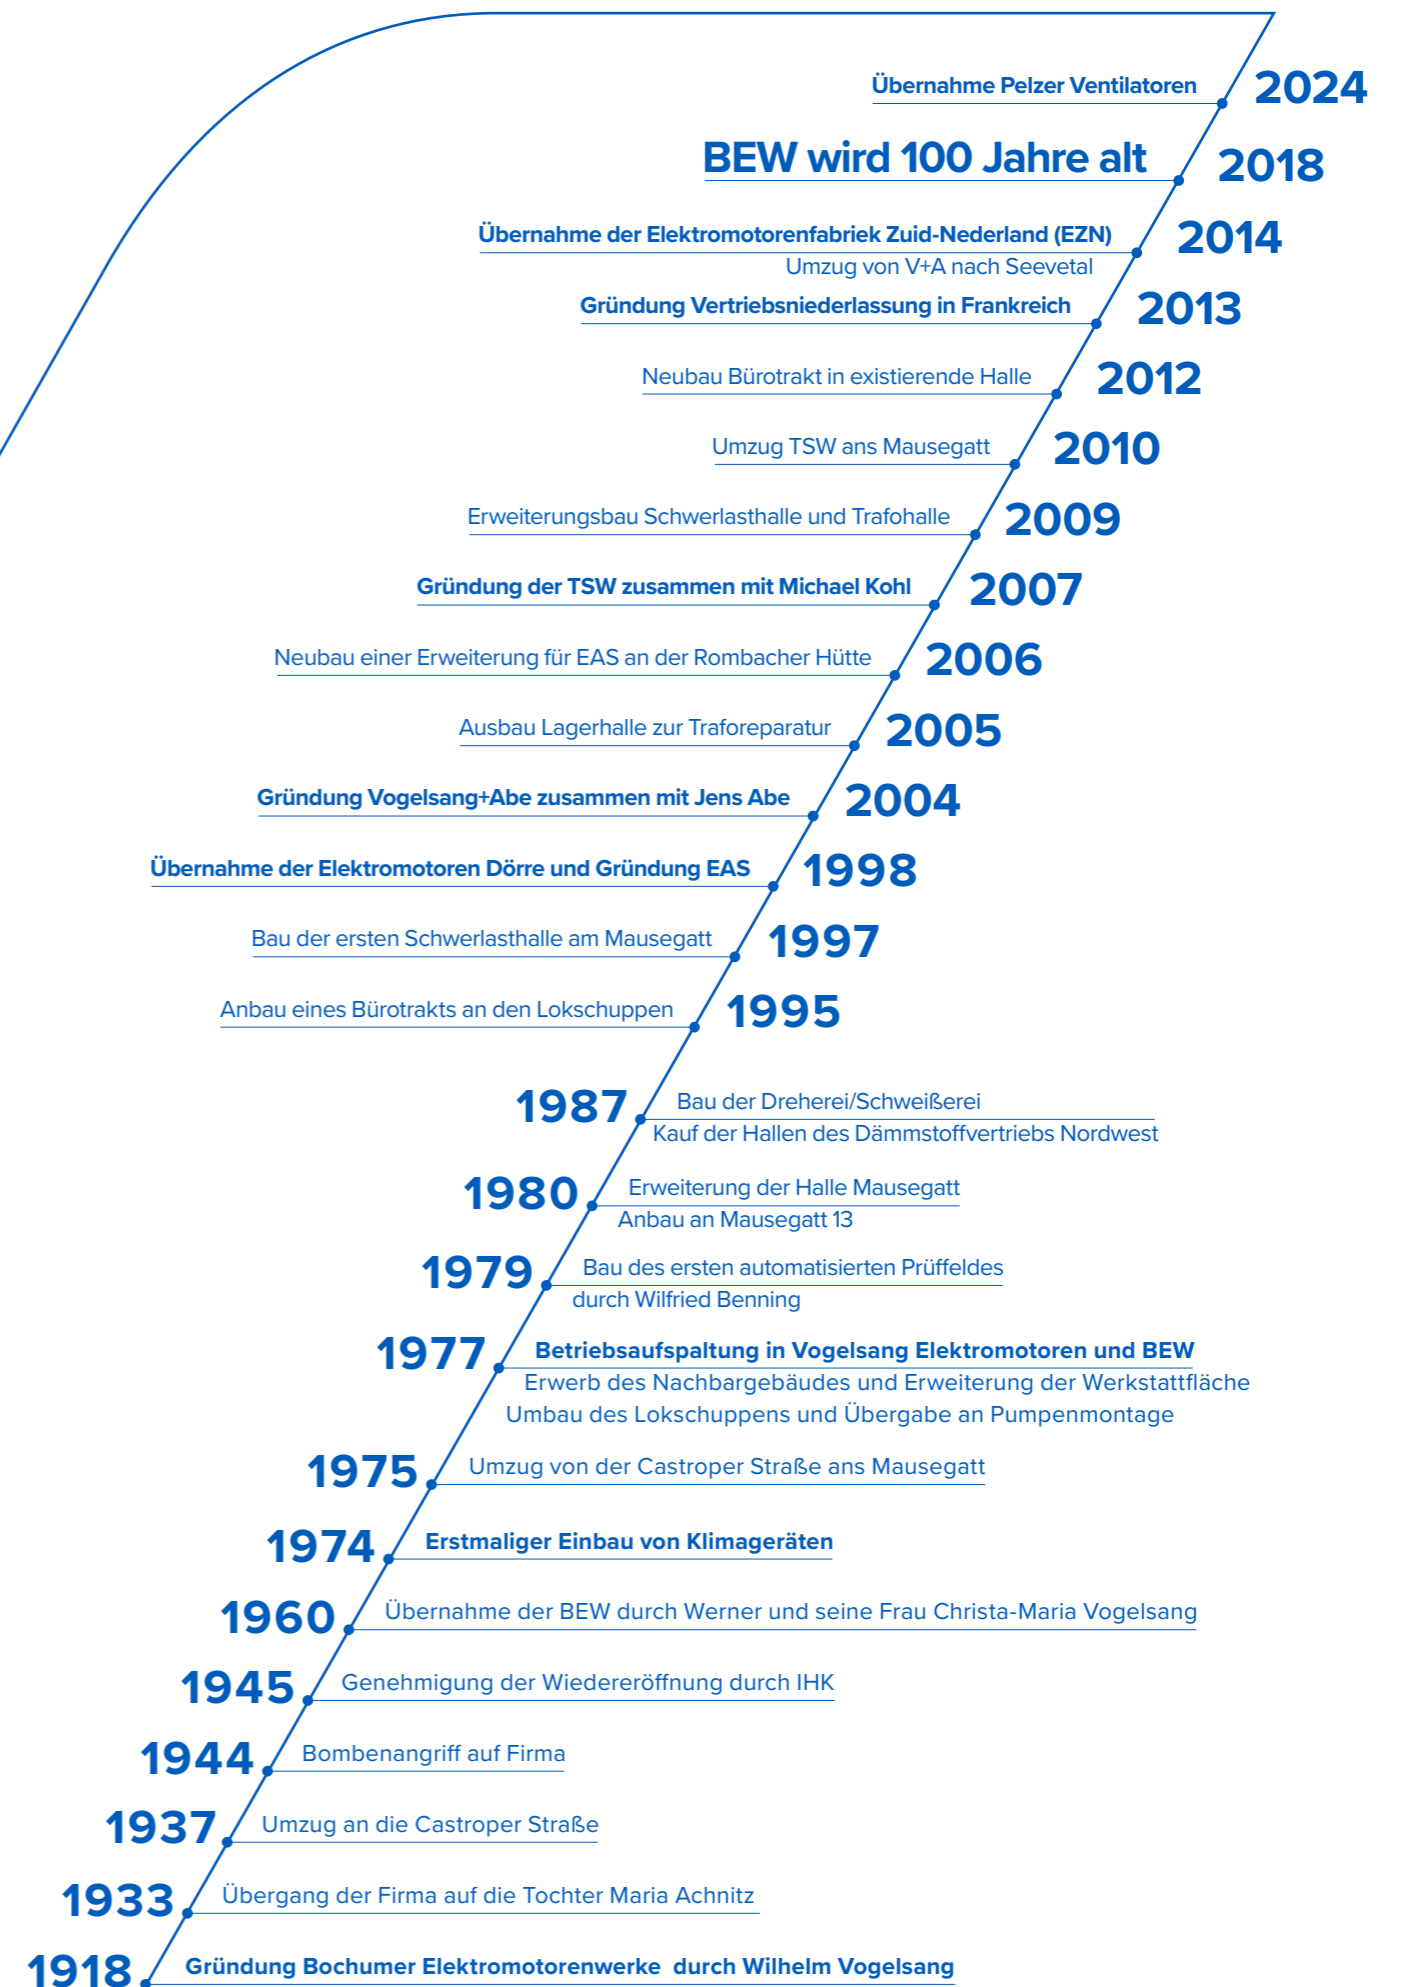 Übernahme Pelzer Ventilatoren 2024
BEW wird 100 Jahre alt 2018
Übernahme der Elektromotorenfabriek Zuid-Nederland (EZN) 2014
Umzug von V+A nach Seevetal
Gründung Vertriebsniederlassung in Frankreich 2013
Neubau Bürotrakt in existierende Halle 2012
Umzug TSW ans Mausegatt 2010
Erweiterungsbau Schwerlasthalle und Trafohalle 2009
Gründung der TSW zusammen mit Michael Kohl 2007
Neubau einer Erweiterung für EAS an der Rombacher Hütte 2006
Ausbau Lagerhalle zur Traforeparatur 2005
Gründung Vogelsang+Abe zusammen mit Jens Abe 2004
Übernahme der Elektromotoren Dörre und Gründung EAS 1998
Bau der ersten Schwerlasthalle am Mausegatt 1997
Anbau eines Bürotrakts an den Lokschuppen 1995
1987 Bau der Dreherei/Schweißerei
Kauf der Hallen des Dämmstoffvertriebs Nordwest
1980 Erweiterung der Halle Mausegatt
Anbau an Mausegatt 13
1979 Bau des ersten automatisierten Prüffeldes
durch Wilfried Benning
1977 Betriebsaufspaltung in Vogelsang Elektromotoren und BEW
Erwerb des Nachbargebäudes und Erweiterung der Werkstattfläche
Umbau des Lokschuppens und Übergabe an Pumpenmontage
1975 Umzug von der Castroper Straße ans Mausegatt
1974 Erstmaliger Einbau von Klimageräten
1960 Übernahme der BEW durch Werner und seine Frau Christa-Maria Vogelsang
1945 Genehmigung der Wiedereröffnung durch IHK
1944 Bombenangriff auf Firma
1937 Umzug an die Castroper Straße
1933 Übergang der Firma auf die Tochter Maria Achnitz
1918 Gründung Bochumer Elektromotorenwerke durch Wilhelm Vogelsang